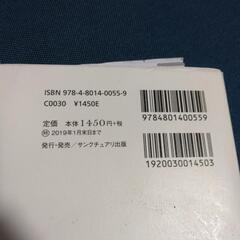 ISBN 978-4-8014-0055-9
C0030 ¥1450E
定価 本体1450円+税
㊕2019年1月末日まで
発行・発売/サンクチュアリ出版
9784801400559
1920030014503